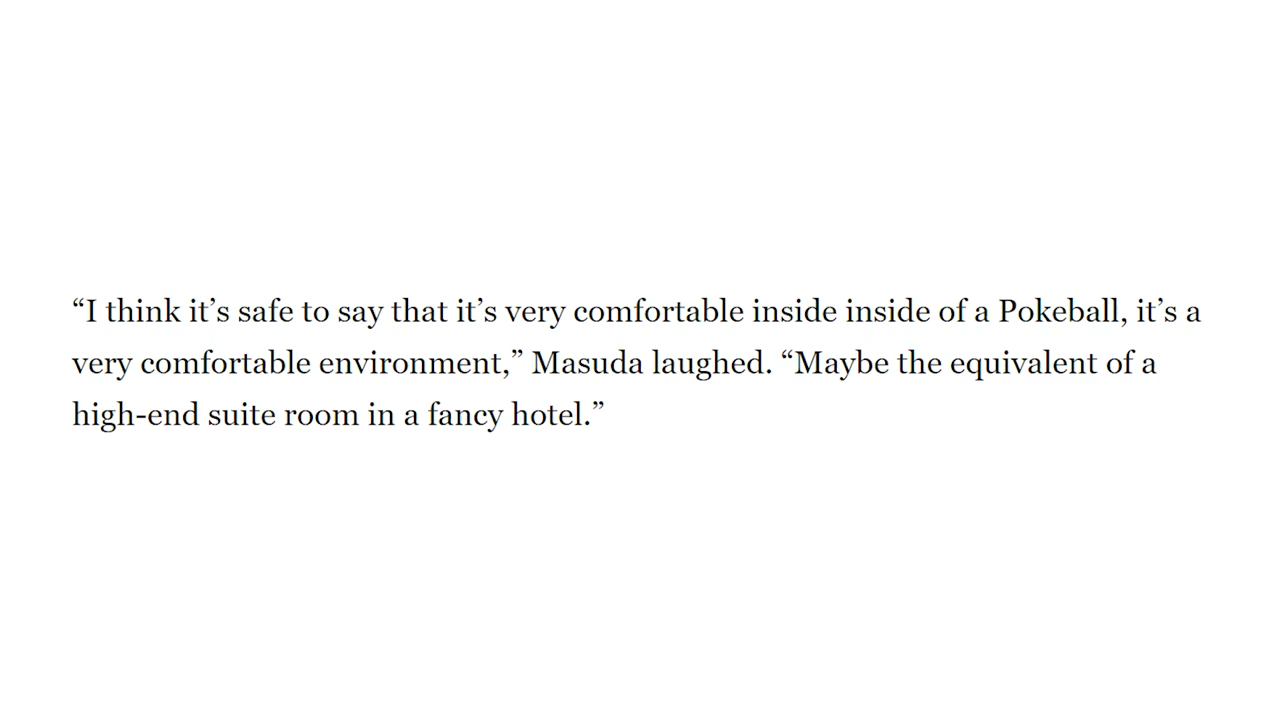 “I think it’s safe to say that it’s very comfortable inside inside of a Pokeball, it’s a
very comfortable environment,” Masuda laughed. “Maybe the equivalent of a
high-end suite room in a fancy hotel.”